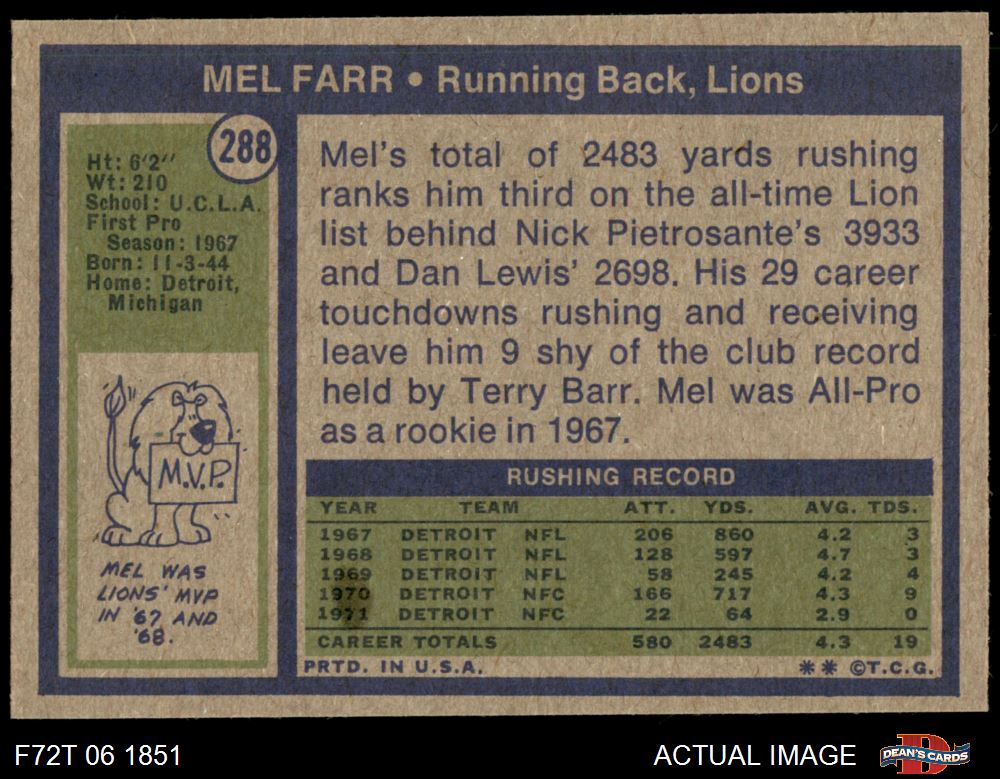 MEL FARR • Running Back, Lions
288
Ht: 6'2"
Wt: 210
School: U.C.L.A.
First Pro
Season: 1967
Born: 11-3-44
Home: Detroit,
Michigan
M.V.P.
MEL WAS
LIONS' MVP
IN '67 AND
'68.
Mel's total of 2483 yards rushing
ranks him third on the all-time Lion
list behind Nick Pietrosante's 3933
and Dan Lewis' 2698. His 29 career
touchdowns rushing and receiving
leave him 9 shy of the club record
held by Terry Barr. Mel was All-Pro
as a rookie in 1967.
RUSHING RECORD
YEAR TEAM ATT. YDS. AVG. TDS.
1967 DETROIT NFL 206 860 4.2 3
1968 DETROIT NFL 128 597 4.7 3
1969 DETROIT NFL 58 245 4.2 4
1970 DETROIT NFC 166 717 4.3 9
1971 DETROIT NFC 22 64 2.9 0
CAREER TOTALS 580 2483 4.3 19
PRTD. IN U.S.A. ** ©T.C.G.
F72T 06 1851 ACTUAL IMAGE DEAN'S CARDS